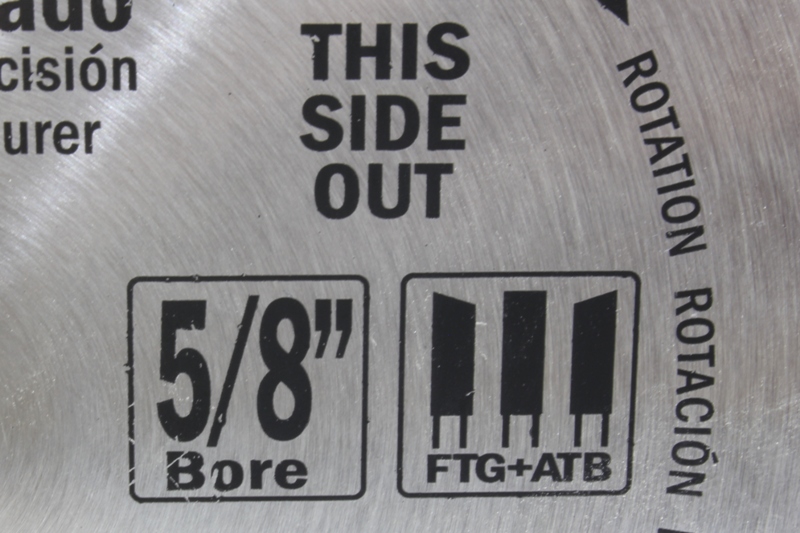 cisión
urer
THIS
SIDE
OUT
ROTATION ROTACIÓN
5/8”
Bore
FTG+ATB